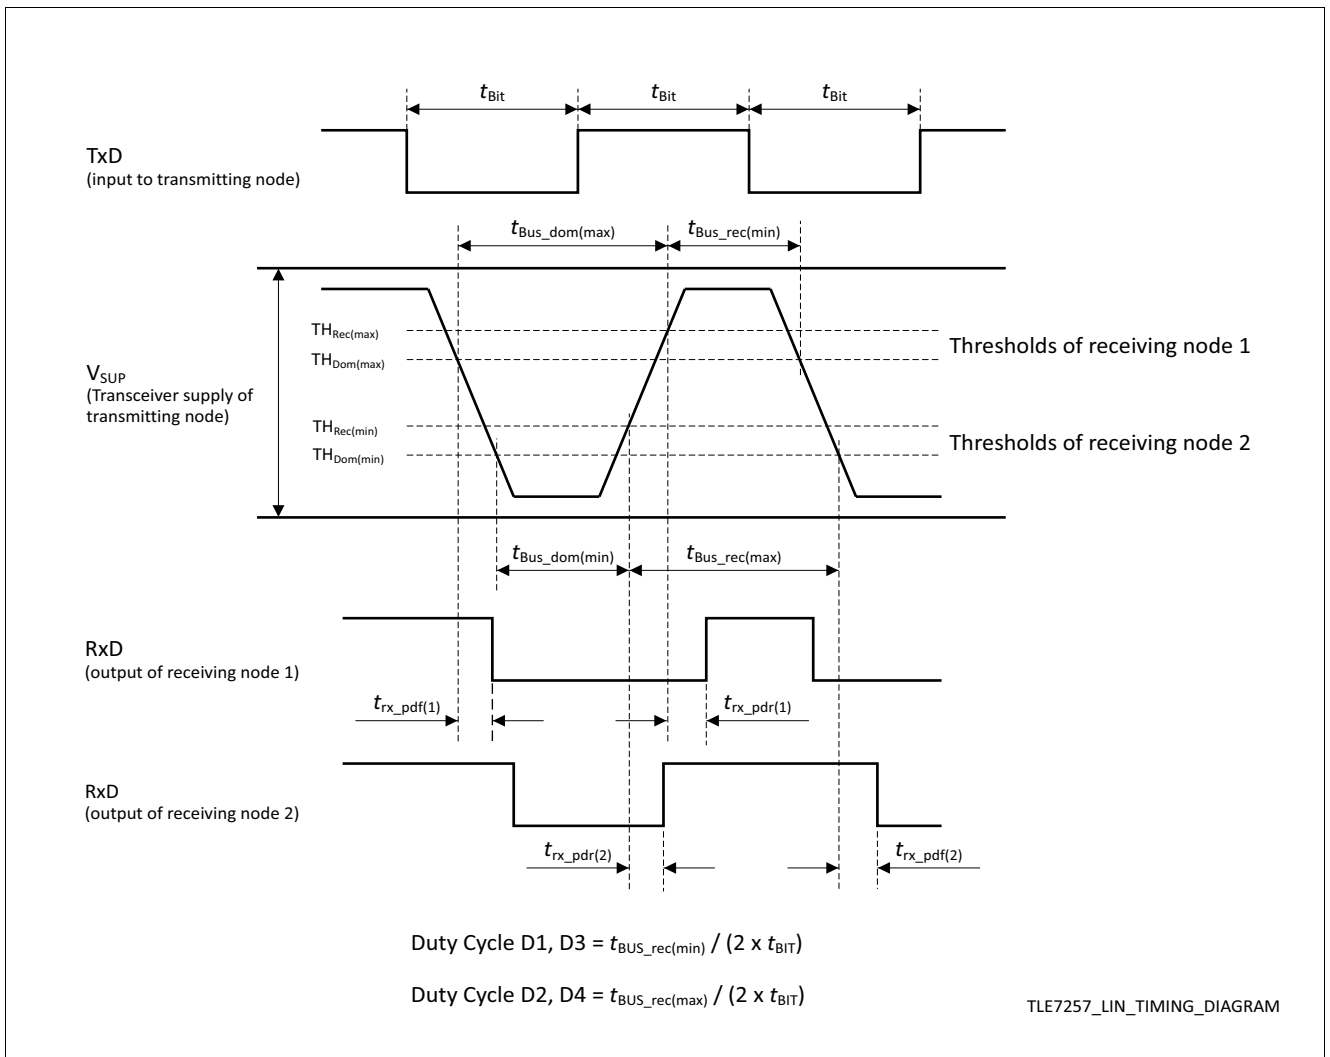 tBit tBit tBit
TxD
(input to transmitting node)
tBus_dom(max) tBus_rec(min)
THRec(max)
THDom(max)
Thresholds of receiving node 1
VSUP
(Transceiver supply of
transmitting node)
THRec(min)
THDom(min)
Thresholds of receiving node 2
tBus_dom(min) tBus_rec(max)
RxD
(output of receiving node 1)
trx_pdf(1) trx_pdr(1)
RxD
(output of receiving node 2)
trx_pdr(2) trx_pdf(2)
Duty Cycle D1, D3 = tBUS_rec(min) / (2 x tBIT)
Duty Cycle D2, D4 = tBUS_rec(max) / (2 x tBIT)
TLE7257_LIN_TIMING_DIAGRAM